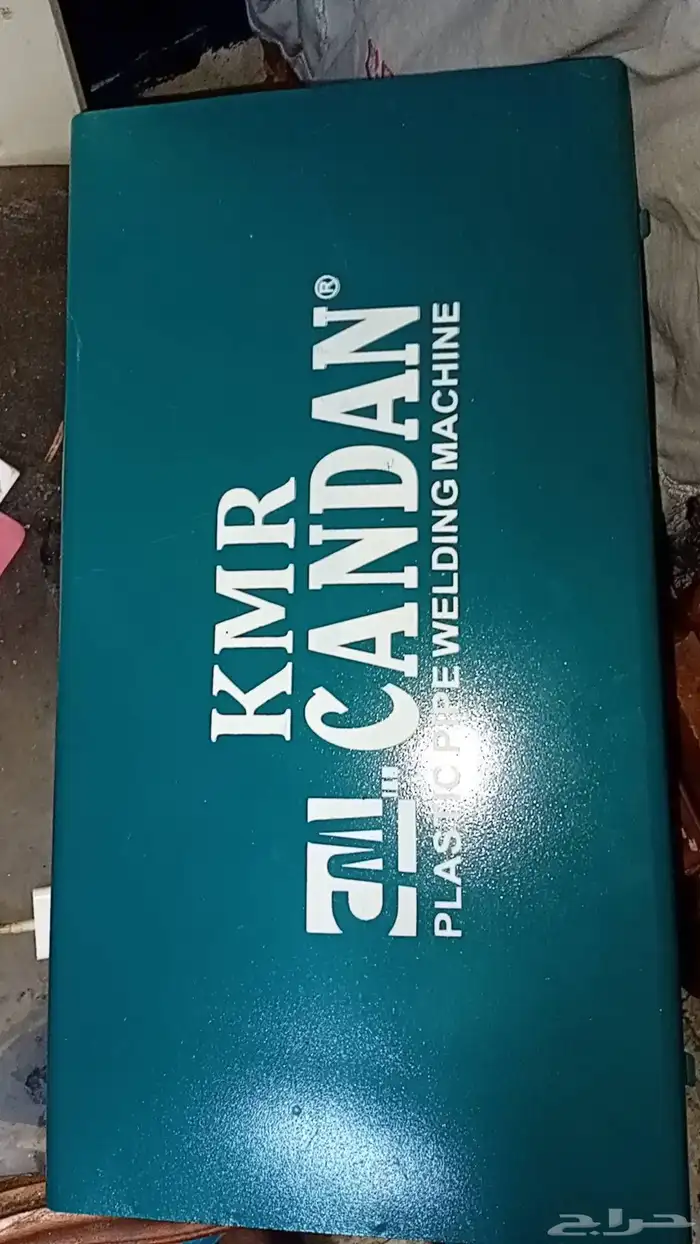 KMR
CANDAN®
PLASTIC PIPE WELDING MACHINE
حراج